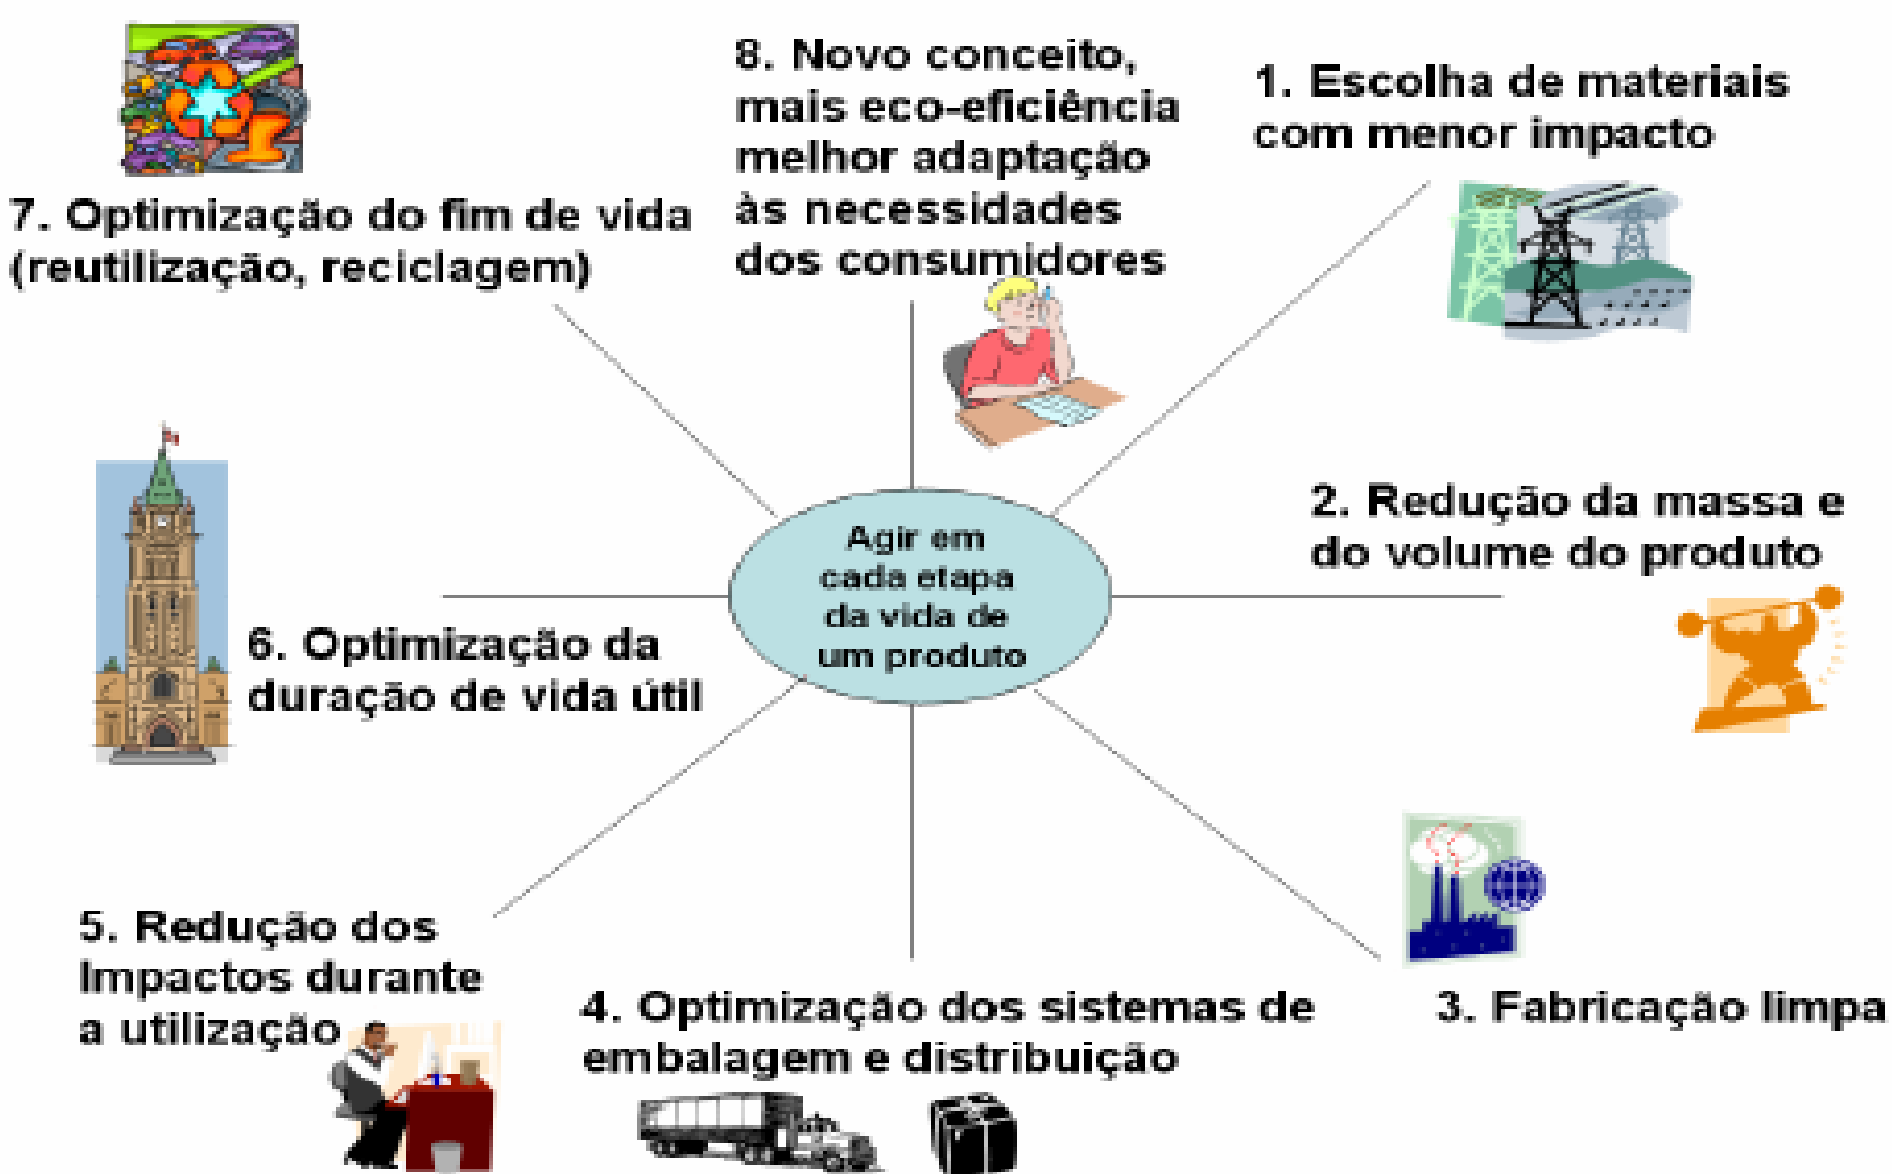 8. Novo conceito,
mais eco-eficiência
melhor adaptação
às necessidades
dos consumidores
1. Escolha de materiais
com menor impacto
7. Optimização do fim de vida
(reutilização, reciclagem)
2. Redução da massa e
do volume do produto
Agir em
cada etapa
da vida de
um produto
6. Optimização da
duração de vida útil
5. Redução dos
Impactos durante
a utilização
4. Optimização dos sistemas de
embalagem e distribuição
3. Fabricação limpa